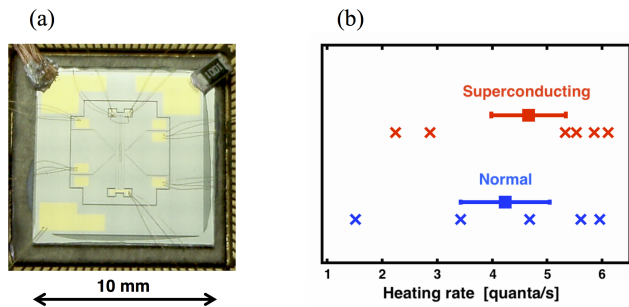 (a)
10 mm
(b)
Superconducting
Normal
1 2 3 4 5 6
Heating rate [quanta/s]